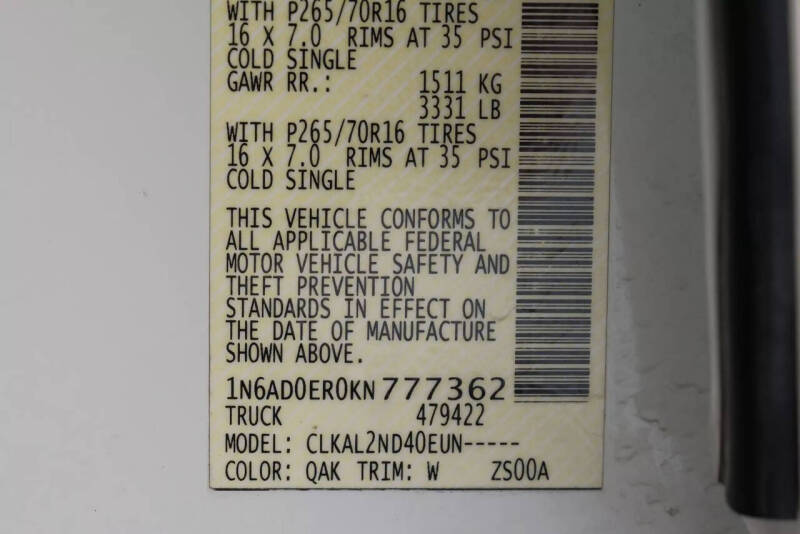 WITH P265/70R16 TIRES
16 X 7.0 RIMS AT 35 PSI
COLD SINGLE
GAWR RR.: 1511 KG
3331 LB
WITH P265/70R16 TIRES
16 X 7.0 RIMS AT 35 PSI
COLD SINGLE
THIS VEHICLE CONFORMS TO
ALL APPLICABLE FEDERAL
MOTOR VEHICLE SAFETY AND
THEFT PREVENTION
STANDARDS IN EFFECT ON
THE DATE OF MANUFACTURE
SHOWN ABOVE.
1N6AD0ER0KN777362
TRUCK 479422
MODEL: CLKAL2ND40EUN-----
COLOR: QAK TRIM: W ZS00A